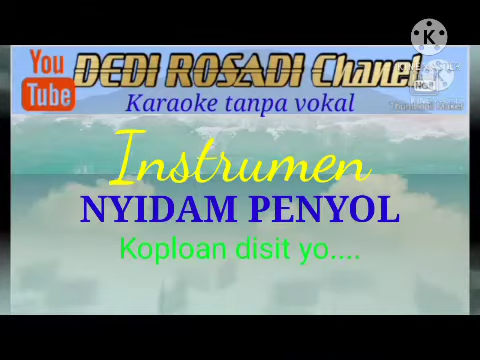 You
Tube
DEDI ROSADI Chanel
Karaoke tanpa vokal
Instrumen
NYIDAM PENYOL
Koploan disit yo....